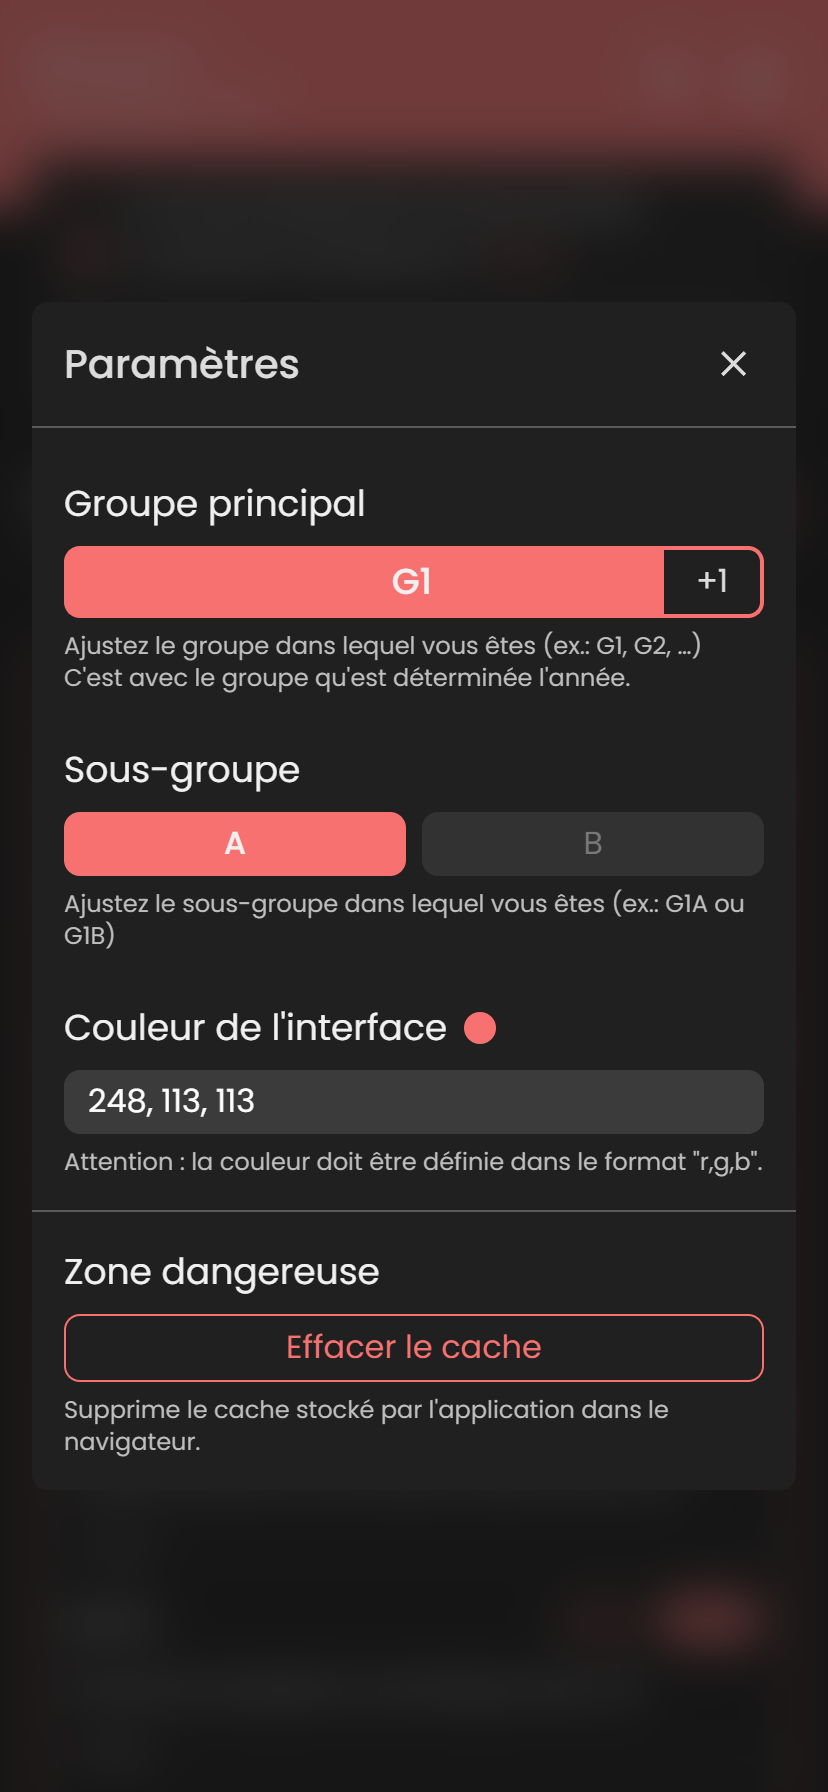 Paramètres
Groupe principal
G1 +1
Ajustez le groupe dans lequel vous êtes (ex.: G1, G2, ...)
C'est avec le groupe qu'est déterminée l'année.
Sous-groupe
A B
Ajustez le sous-groupe dans lequel vous êtes (ex.: G1A ou
G1B)
Couleur de l'interface
248, 113, 113
Attention : la couleur doit être définie dans le format "r,g,b".
Zone dangereuse
Effacer le cache
Supprime le cache stocké par l'application dans le
navigateur.